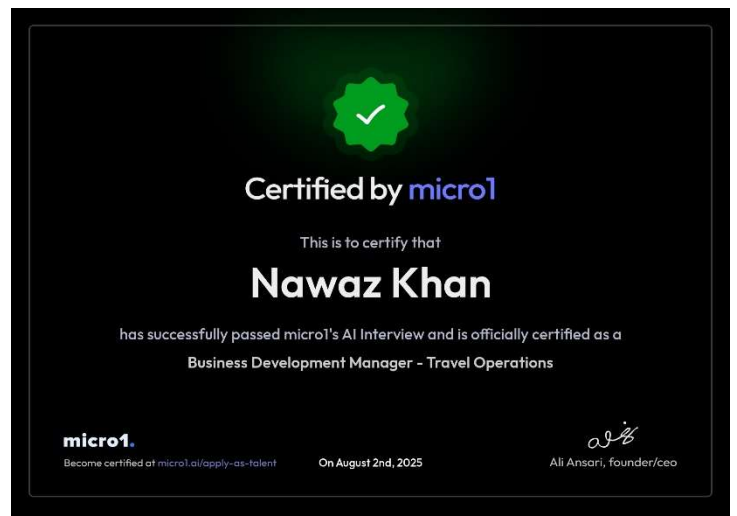 Certified by micro1
This is to certify that
Nawaz Khan
has successfully passed micro1's AI Interview and is officially certified as a
Business Development Manager - Travel Operations
micro1.
Become certified at micro1.ai/apply-as-talent
On August 2nd, 2025
Ali Ansari, founder/ceo